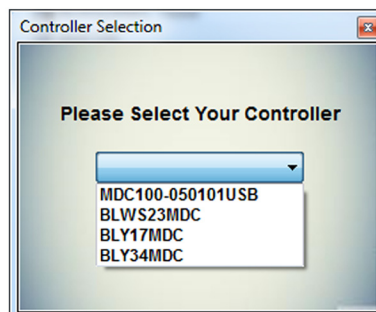 Controller Selection
Please Select Your Controller
MDC100-050101USB
BLWS23MDC
BLY17MDC
BLY34MDC